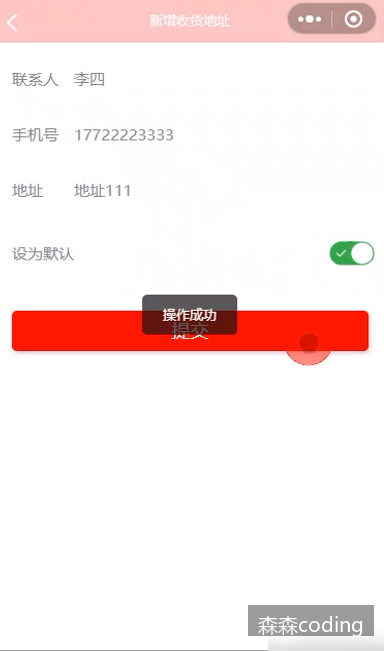 新增收货地址
联系人 李四
手机号 17722223333
地址 地址111
设为默认
操作成功
提交
森森coding